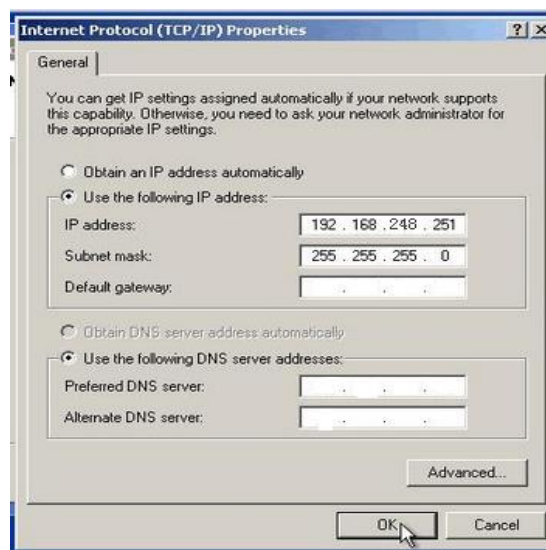 Internet Protocol (TCP/IP) Properties
General
You can get IP settings assigned automatically if your network supports
this capability. Otherwise, you need to ask your network administrator for
the appropriate IP settings.
Obtain an IP address automatically
Use the following IP address:
IP address: 192 . 168 . 248 . 251
Subnet mask: 255 . 255 . 255 . 0
Default gateway: . . .
Obtain DNS server address automatically
Use the following DNS server addresses:
Preferred DNS server: . . .
Alternate DNS server: . . .
Advanced...
OK Cancel